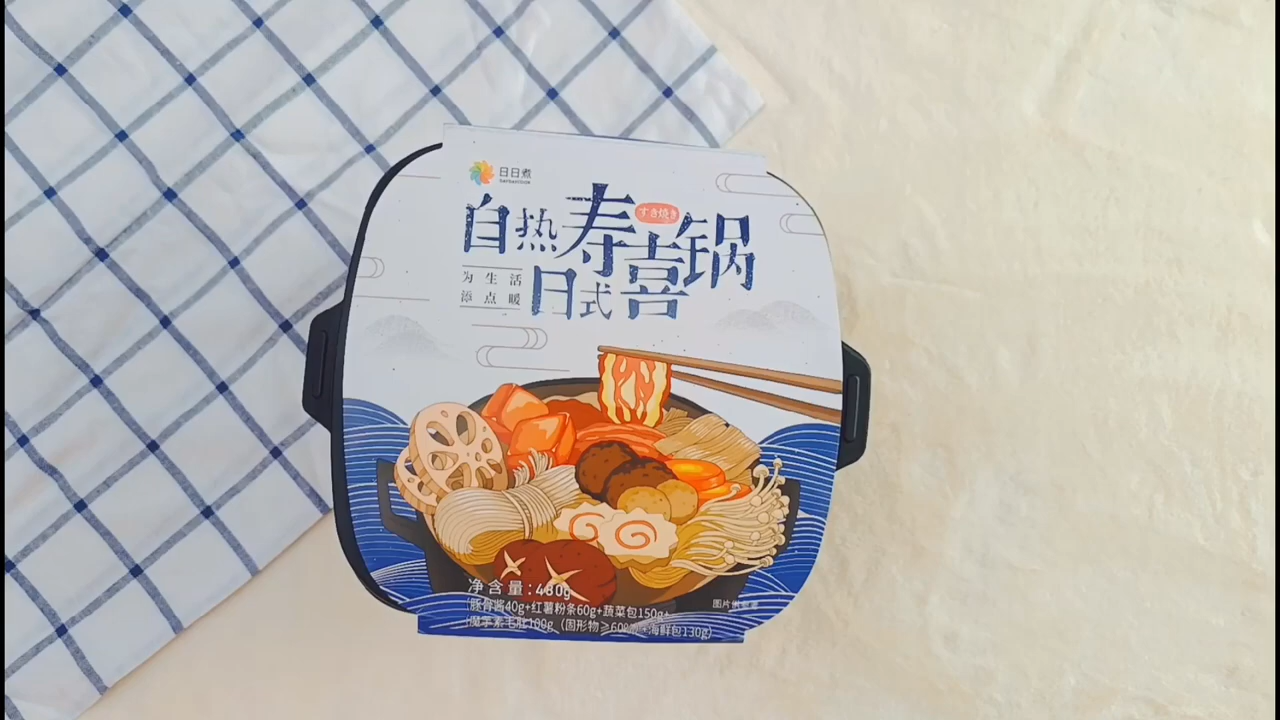 日日煮
DayDayCook
自热寿喜锅
すき焼き
日式
为生活
添点暖
净含量:480g
豚骨酱40g+红薯粉条60g+蔬菜包150g+
魔芋素毛肚100g(固形物≥60%)+海鲜包130g)
图片仅供参考